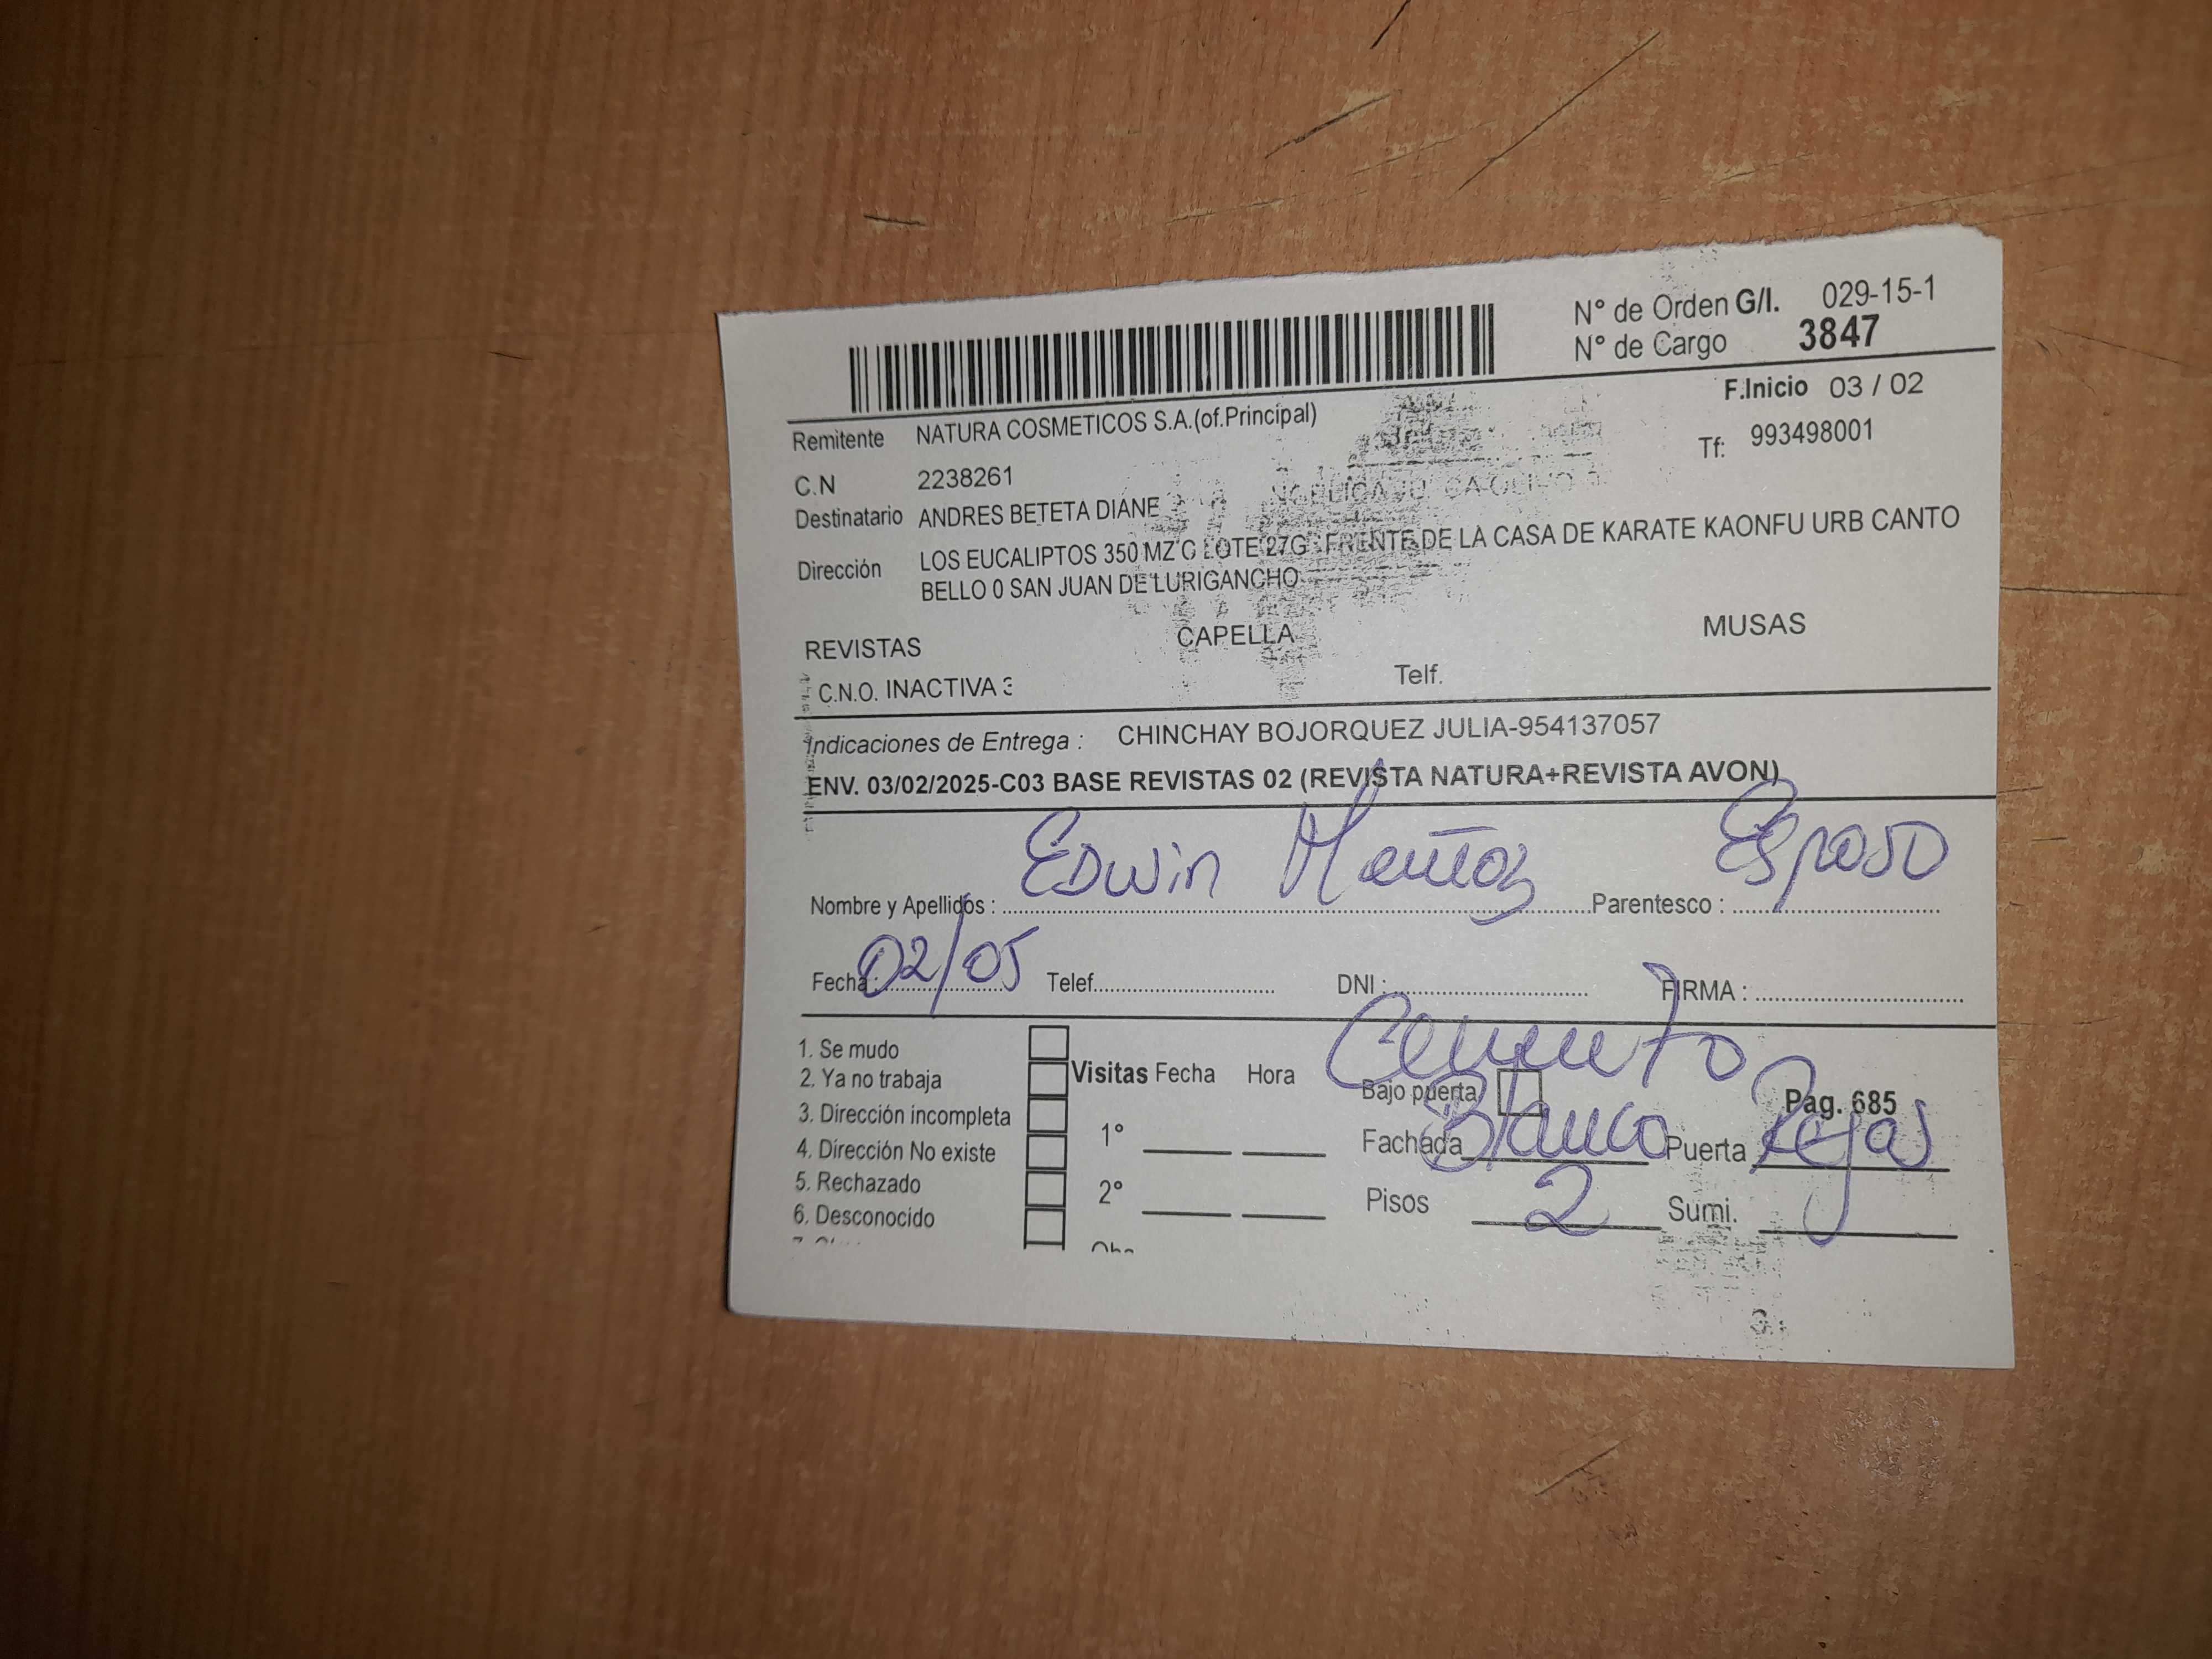 N° de Orden G/I. 029-15-1
N° de Cargo 3847
F.Inicio 03 / 02
Remitente NATURA COSMETICOS S.A.(of.Principal)
Tf: 993498001
C.N 2238261
Destinatario ANDRES BETETA DIANE
Dirección LOS EUCALIPTOS 350 MZ C LOTE 27G FRENTE DE LA CASA DE KARATE KAONFU URB CANTO
BELLO 0 SAN JUAN DE LURIGANCHO
REVISTAS CAPELLA MUSAS
C.N.O. INACTIVA 3 Telf.
Indicaciones de Entrega : CHINCHAY BOJORQUEZ JULIA-954137057
ENV. 03/02/2025-C03 BASE REVISTAS 02 (REVISTA NATURA+REVISTA AVON)
Nombre y Apellidos : Edwin Parentesco : Esposo
Fecha : 02/05 Telef. DNI : FIRMA :
Cemento
1. Se mudo
2. Ya no trabaja
3. Dirección incompleta
4. Dirección No existe
5. Rechazado
6. Desconocido
Visitas Fecha Hora
1°
2°
Bajo puerta Pag. 685
Fachada Blanco Puerta Rejas
Pisos 2 Sumi.